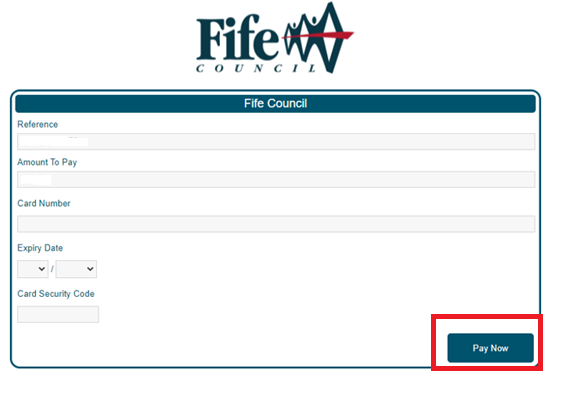 Fife
COUNCIL
Fife Council
Reference
Amount To Pay
Card Number
Expiry Date
/
Card Security Code
Pay Now